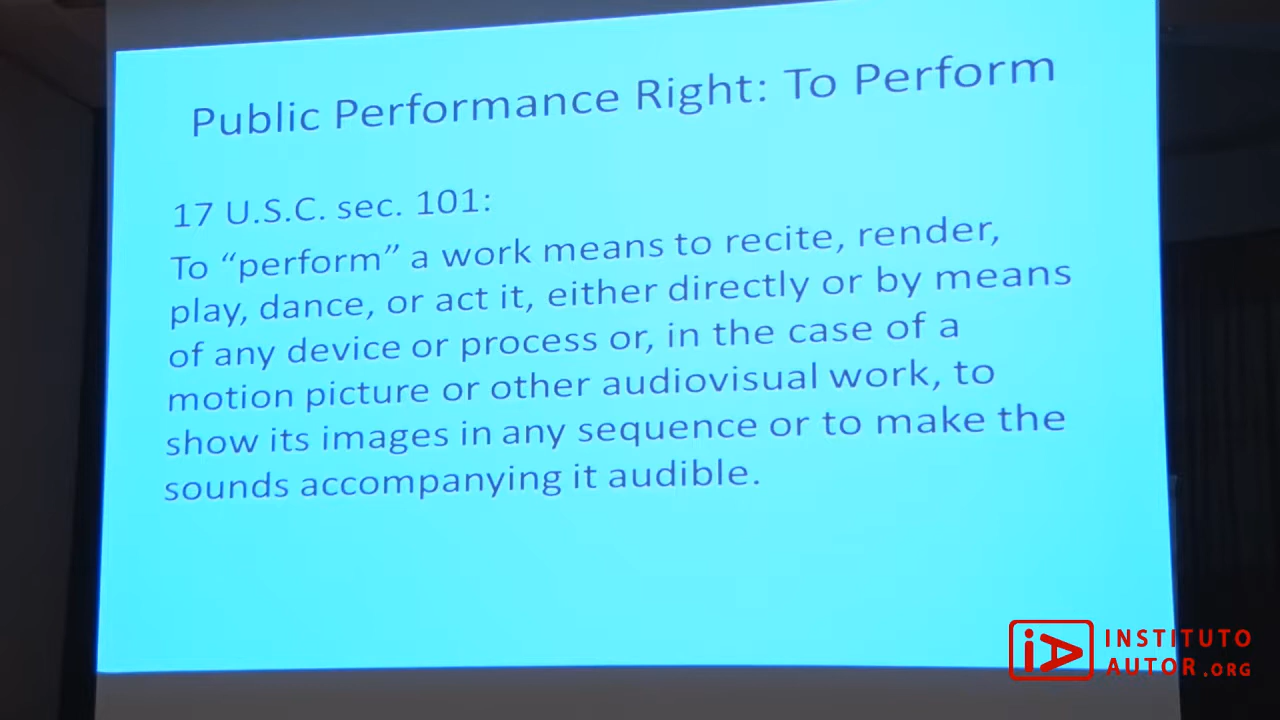 Public Performance Right: To Perform
17 U.S.C. sec. 101:
To “perform” a work means to recite, render,
play, dance, or act it, either directly or by means
of any device or process or, in the case of a
motion picture or other audiovisual work, to
show its images in any sequence or to make the
sounds accompanying it audible.
iA INSTITUTO
AUTOR.ORG